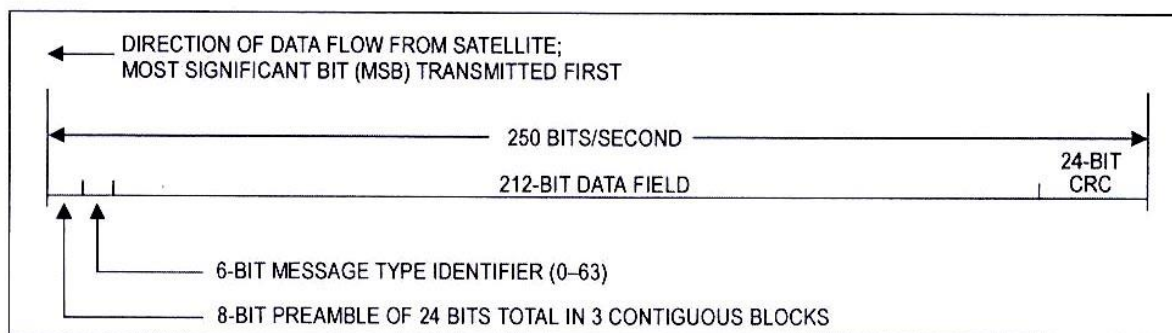 DIRECTION OF DATA FLOW FROM SATELLITE;
MOST SIGNIFICANT BIT (MSB) TRANSMITTED FIRST
250 BITS/SECOND
24-BIT
CRC
212-BIT DATA FIELD
6-BIT MESSAGE TYPE IDENTIFIER (0–63)
8-BIT PREAMBLE OF 24 BITS TOTAL IN 3 CONTIGUOUS BLOCKS